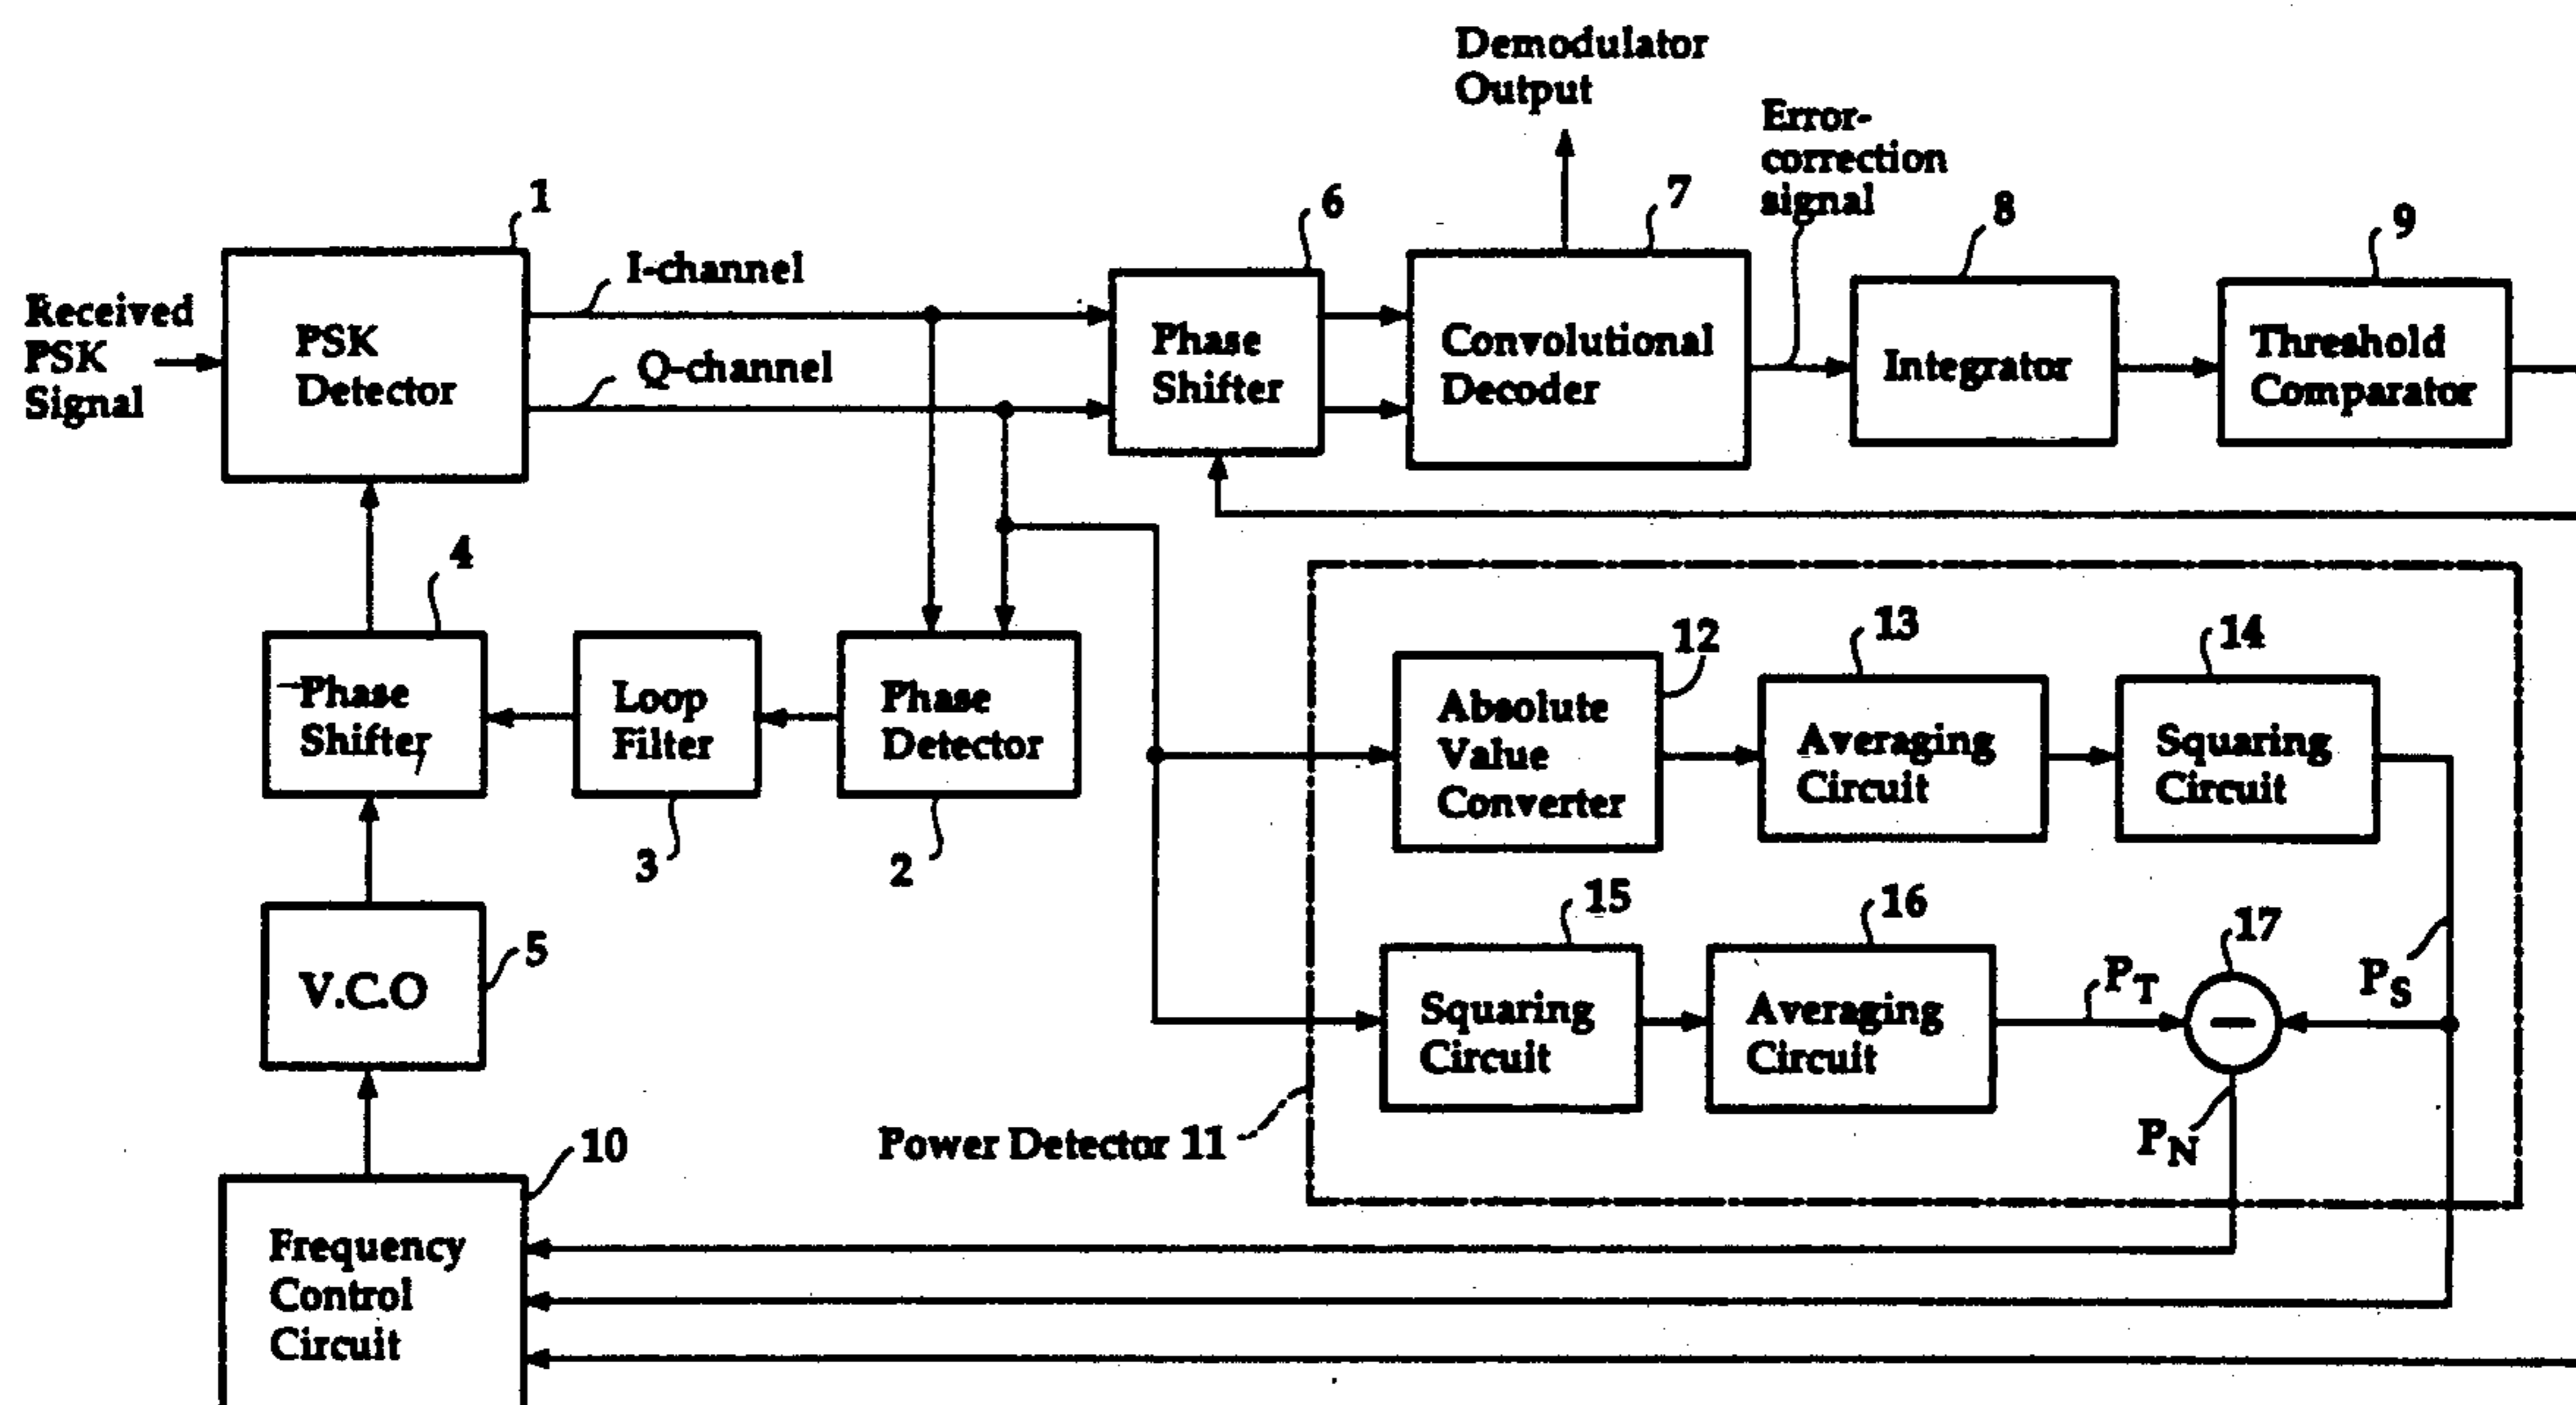 Demodulator
Output
Error-
correction
signal
1
6
7
8
9
I-channel
Received
PSK
Signal
PSK
Detector
Q-channel
Phase
Shifter
Convolutional
Decoder
Integrator
Threshold
Comparator
4
12
13
14
Phase
Shifter
Loop
Filter
Phase
Detector
Absolute
Value
Converter
Averaging
Circuit
Squaring
Circuit
3
2
15
16
17
5
V.C.O
Squaring
Circuit
Averaging
Circuit
PT
PS
PN
Power Detector 11
10
Frequency
Control
Circuit